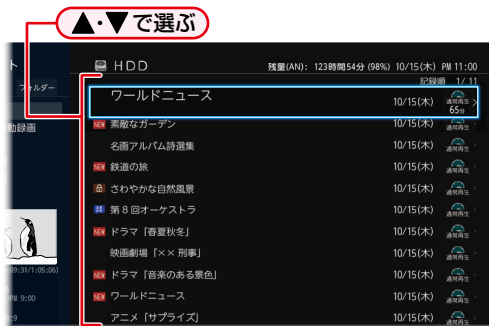 ▲・▼で選ぶ
ト
HDD 残量(AN): 123時間54分 (98%) 10/15(木) PM 11:00
記録順 1/ 11
フォルダー
ワールドニュース 10/15(木) 通常再生 65分
NEW 素敵なガーデン 10/15(木) 通常再生
動録画
名画アルバム詩選集 10/15(木) 通常再生
NEW 鉄道の旅 10/15(木) 通常再生
さわやかな自然風景 10/15(木) 通常再生
第8回オーケストラ 10/15(木) 通常再生
NEW ドラマ「春夏秋冬」 10/15(木) 通常再生
映画劇場「×× 刑事」 10/15(木) 通常再生
09:31/1:05:06)
NEW ドラマ「音楽のある景色」 10/15(木) 通常再生
PM 9:00
NEW ワールドニュース 10/15(木) 通常再生
アニメ「サプライズ」 10/15(木) 通常再生